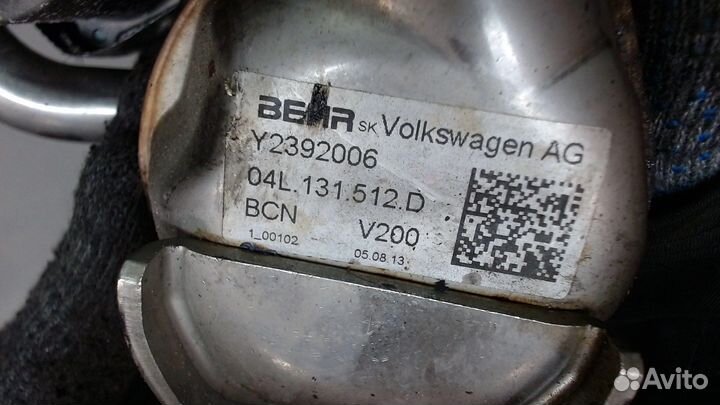 BEHR SK Volkswagen AG
Y2392006
04L.131.512.D
BCN V200
1_00102 05.08.13
Avito